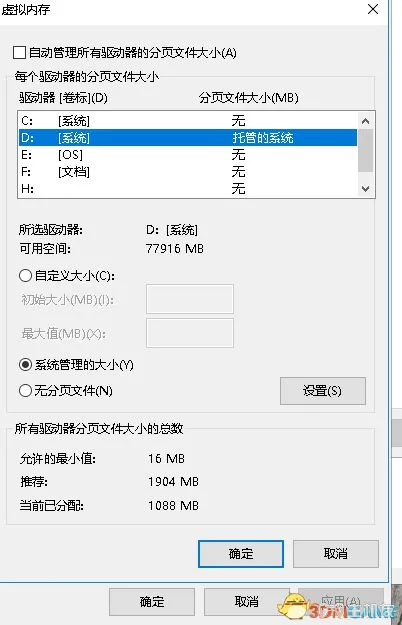 虚拟内存
自动管理所有驱动器的分页文件大小(A)
每个驱动器的分页文件大小
驱动器 [卷标](D) 分页文件大小(MB)
C: [系统] 无
D: [系统] 托管的系统
E: [OS] 无
F: [文档] 无
H: 无
所选驱动器: D: [系统]
可用空间: 77916 MB
自定义大小(C):
初始大小(MB)(I):
最大值(MB)(X):
系统管理的大小(Y)
无分页文件(N) 设置(S)
所有驱动器分页文件大小的总数
允许的最小值: 16 MB
推荐: 1904 MB
当前已分配: 1088 MB
确定 取消
确定 取消 应用(A)